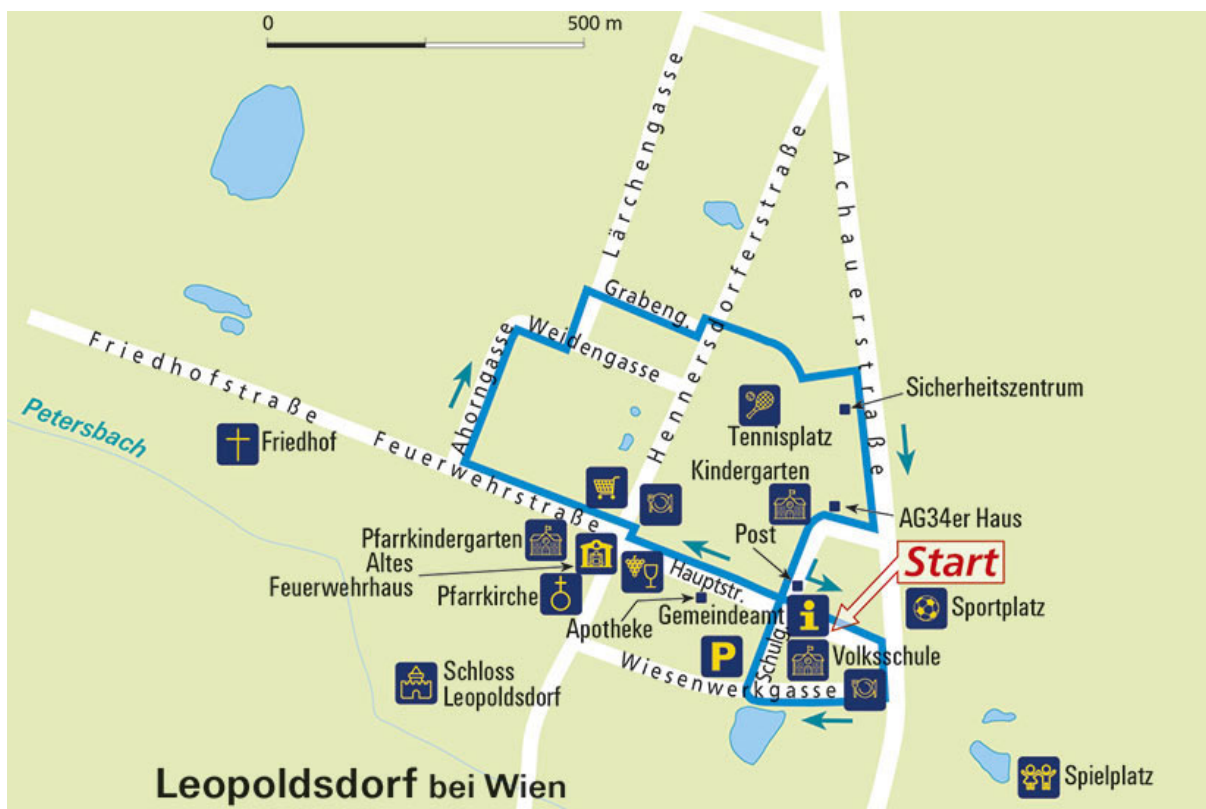 0
500 m
Lärchengasse
Hennersdorferstraße
Achauerstraße
Grabeng.
Weidengasse
Ahorngasse
Friedhofstraße
Feuerwehrstraße
Petersbach
Friedhof
Sicherheitszentrum
Tennisplatz
Kindergarten
AG34er Haus
Post
Start
Pfarrkindergarten
Altes
Feuerwehrhaus
Pfarrkirche
Hauptstr.
Apotheke
Gemeindeamt
i
Sportplatz
Schulg.
P
Volksschule
Wiesenwerkgasse
Schloss
Leopoldsdorf
Spielplatz
Leopoldsdorf bei Wien